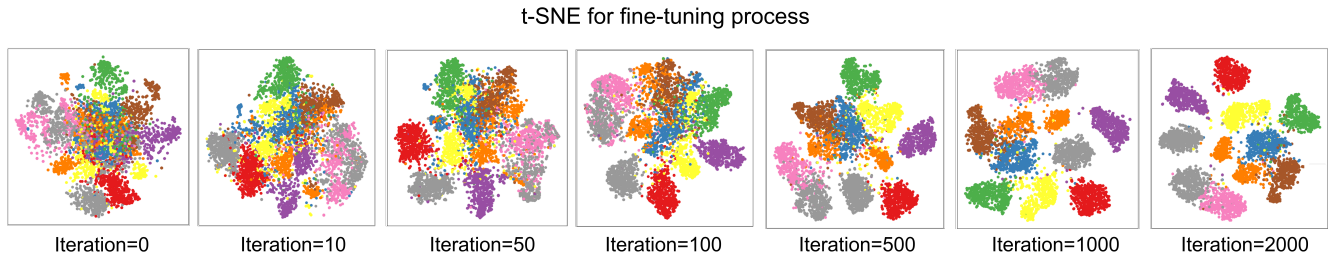 t-SNE for fine-tuning process
Iteration=0
Iteration=10
Iteration=50
Iteration=100
Iteration=500
Iteration=1000
Iteration=2000